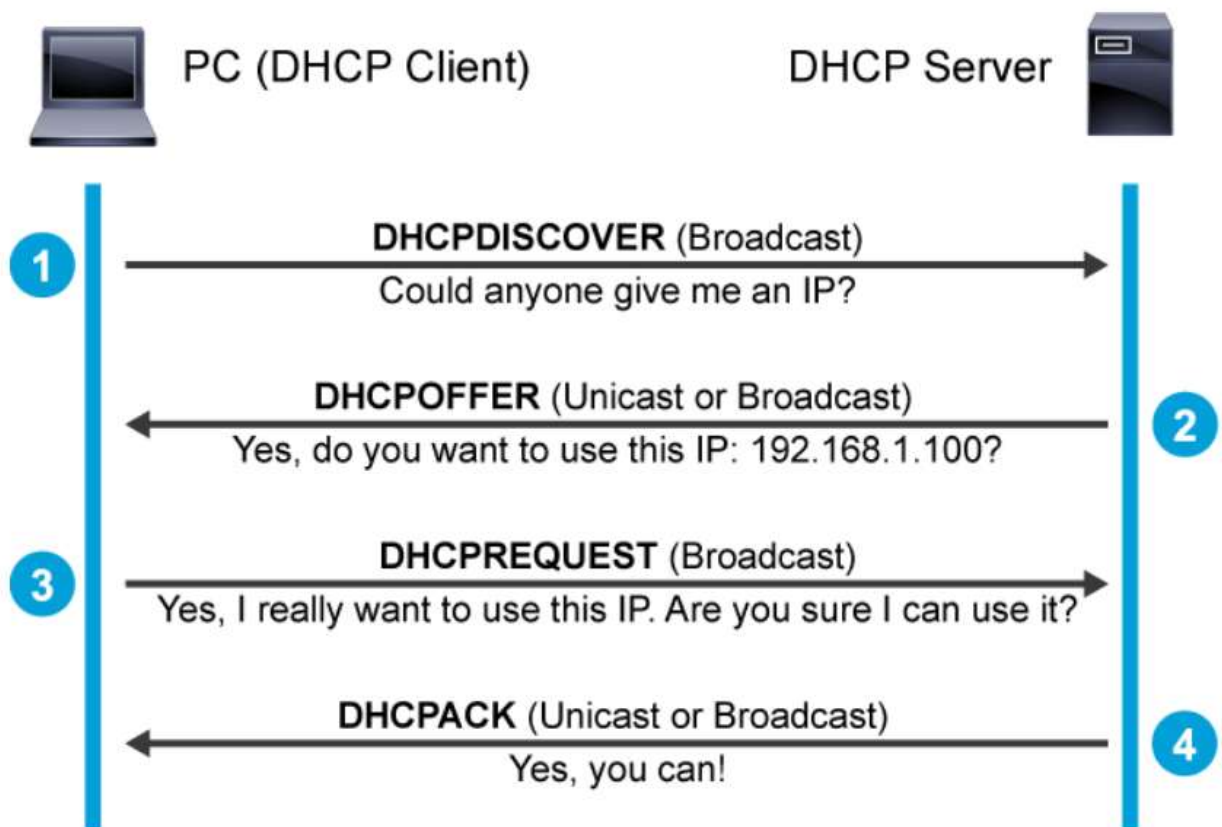 PC (DHCP Client)
DHCP Server
1
DHCPDISCOVER (Broadcast)
Could anyone give me an IP?
DHCPOFFER (Unicast or Broadcast)
2
Yes, do you want to use this IP: 192.168.1.100?
DHCPREQUEST (Broadcast)
3
Yes, I really want to use this IP. Are you sure I can use it?
DHCPACK (Unicast or Broadcast)
4
Yes, you can!